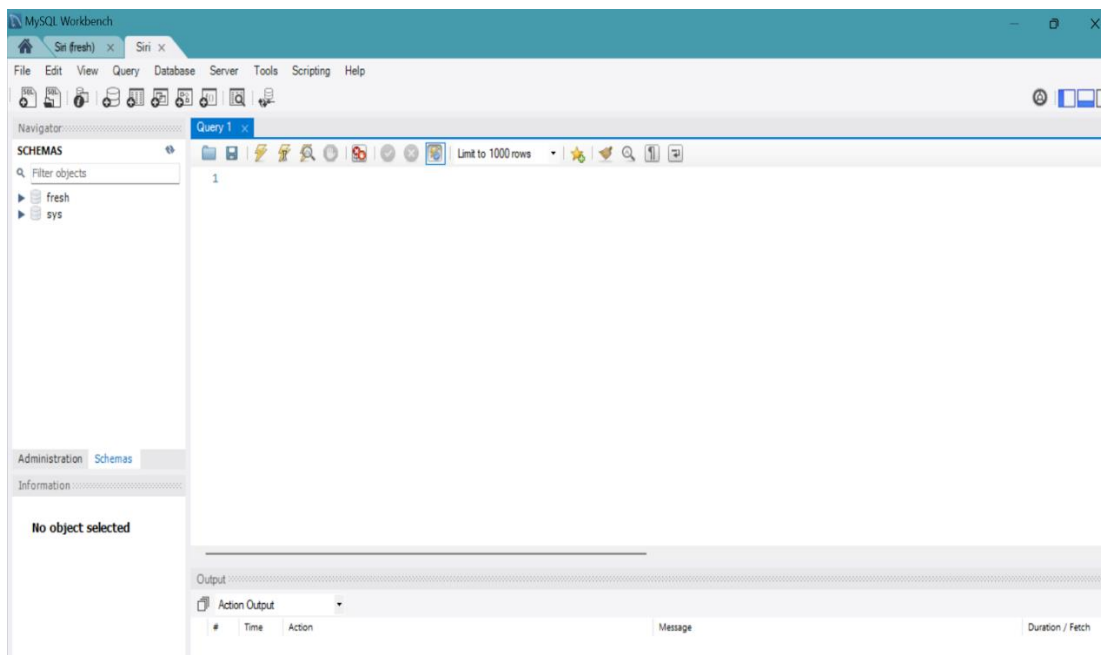 MySQL Workbench
Siri (fresh) × Siri ×
File Edit View Query Database Server Tools Scripting Help
Navigator
Query 1 ×
SCHEMAS
Limit to 1000 rows
Filter objects
1
fresh
sys
Administration Schemas
Information
No object selected
Output
Action Output
# Time Action Message Duration / Fetch